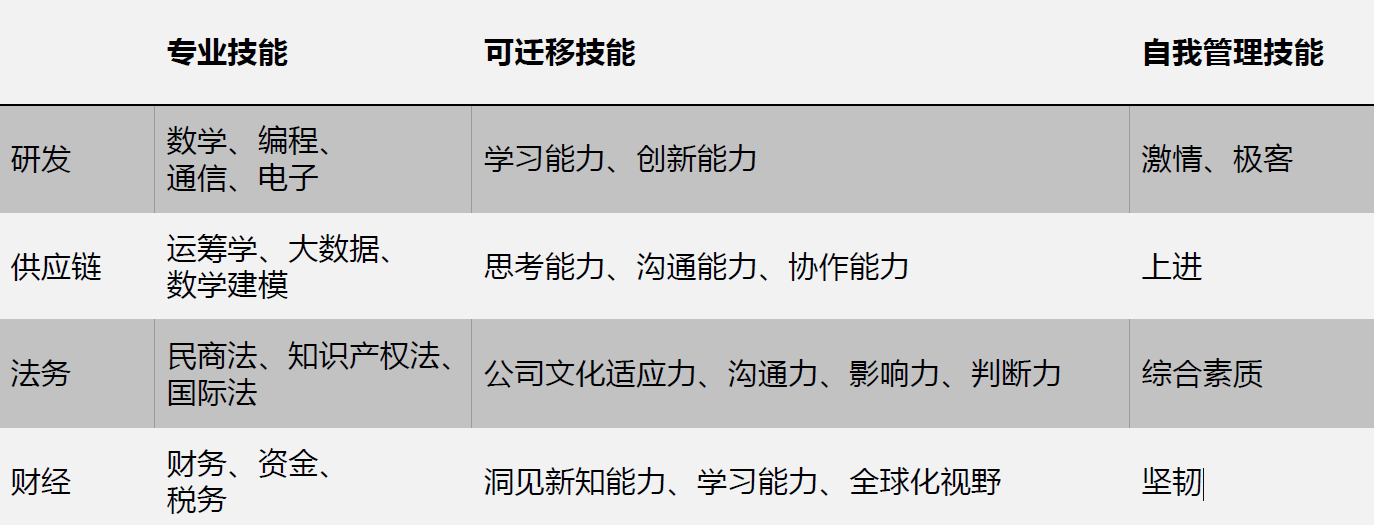 专业技能 可迁移技能 自我管理技能
研发 数学、编程、 学习能力、创新能力 激情、极客
通信、电子
供应链 运筹学、大数据、 思考能力、沟通能力、协作能力 上进
数学建模
法务 民商法、知识产权法、 公司文化适应力、沟通力、影响力、判断力 综合素质
国际法
财经 财务、资金、 洞见新知能力、学习能力、全球化视野 坚韧
税务